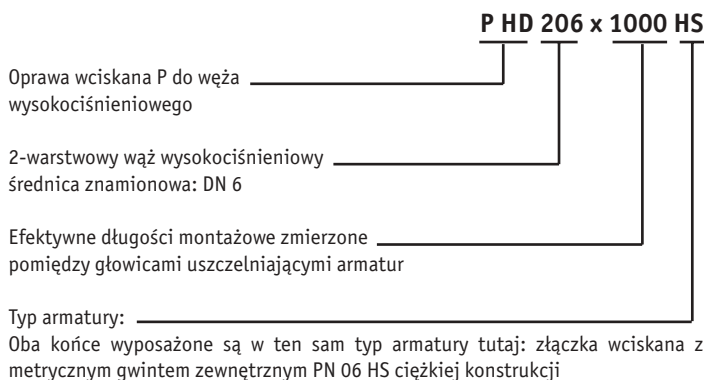 P HD 206 x 1000 HS
Oprawa wciskana P do węża
wysokociśnieniowego
2-warstwowy wąż wysokociśnieniowy
średnica znamionowa: DN 6
Efektywne długości montażowe zmierzone
pomiędzy głowicami uszczelniającymi armatur
Typ armatury:
Oba końce wyposażone są w ten sam typ armatury tutaj: złączka wciskana z
metrycznym gwintem zewnętrznym PN 06 HS ciężkiej konstrukcji